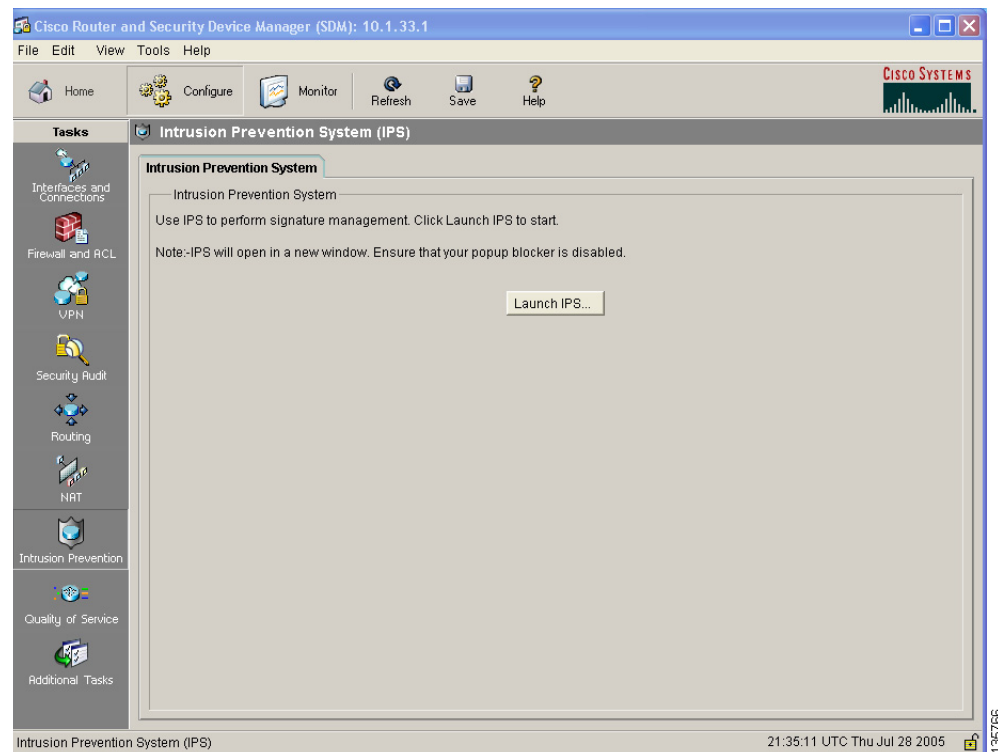 Cisco Router and Security Device Manager (SDM): 10.1.33.1
File Edit View Tools Help
Home Configure Monitor Refresh Save Help
CISCO SYSTEMS
Tasks
Intrusion Prevention System (IPS)
Interfaces and
Connections
Firewall and ACL
VPN
Security Audit
Routing
NAT
Intrusion Prevention
Quality of Service
Additional Tasks
Intrusion Prevention System
Intrusion Prevention System
Use IPS to perform signature management. Click Launch IPS to start.
Note:-IPS will open in a new window. Ensure that your popup blocker is disabled.
Launch IPS...
Intrusion Prevention System (IPS)
21:35:11 UTC Thu Jul 28 2005
135766